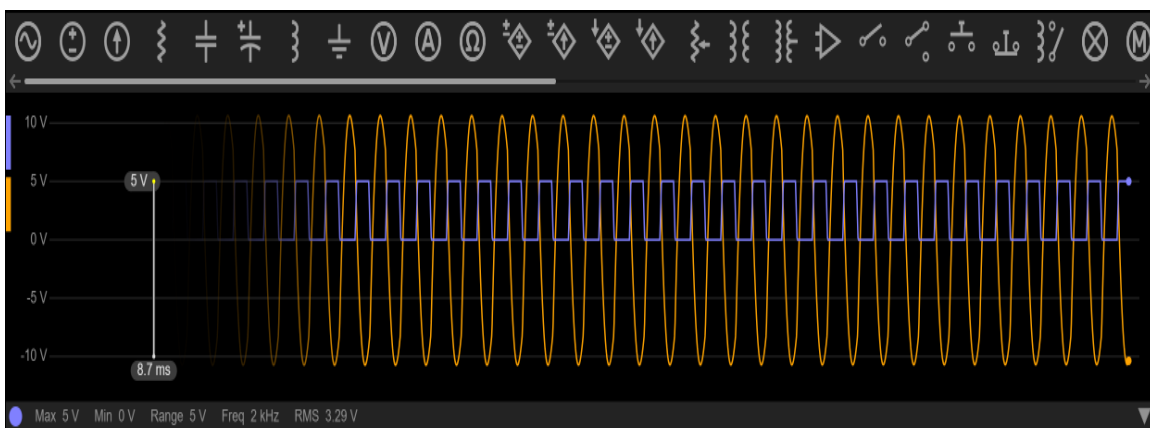 V A Ω M
10 V
5 V
5 V
0 V
-5 V
-10 V
8.7 ms
Max 5 V Min 0 V Range 5 V Freq 2 kHz RMS 3.29 V